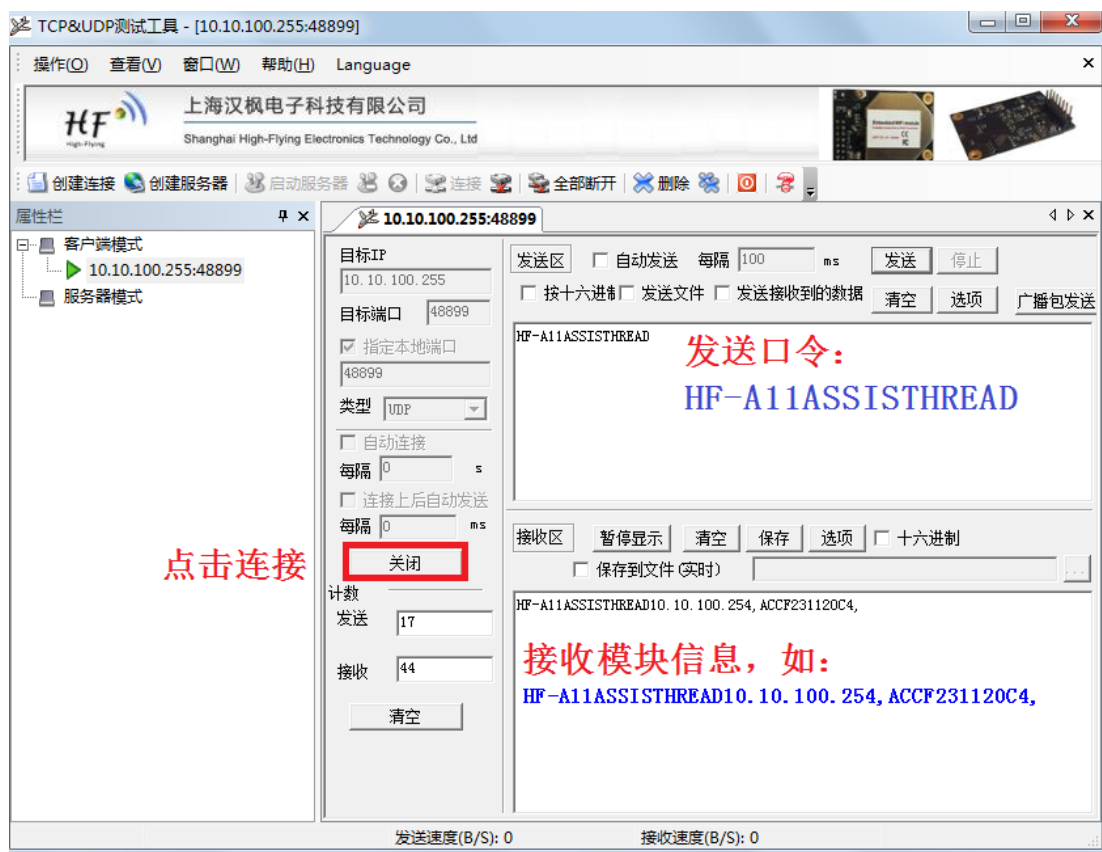 TCP&UDP测试工具 - [10.10.100.255:48899]
操作(O) 查看(V) 窗口(W) 帮助(H) Language
HF
High-Flying
上海汉枫电子科技有限公司
Shanghai High-Flying Electronics Technology Co., Ltd
创建连接 创建服务器 启动服务器 连接 全部断开 删除
属性栏
客户端模式
10.10.100.255:48899
服务器模式
10.10.100.255:48899
目标IP
10.10.100.255
目标端口 48899
指定本地端口
48899
类型 UDP
自动连接
每隔 0 s
连接上后自动发送
每隔 0 ms
点击连接
关闭
计数
发送 17
接收 44
清空
发送区 自动发送 每隔 100 ms 发送 停止
按十六进制 发送文件 发送接收到的数据 清空 选项 广播包发送
HF-A11ASSISTHREAD
发送口令：
HF-A11ASSISTHREAD
接收区 暂停显示 清空 保存 选项 十六进制
保存到文件(实时) ...
HF-A11ASSISTHREAD10.10.100.254,ACCF231120C4,
接收模块信息，如：
HF-A11ASSISTHREAD10.10.100.254,ACCF231120C4,
发送速度(B/S): 0 接收速度(B/S): 0